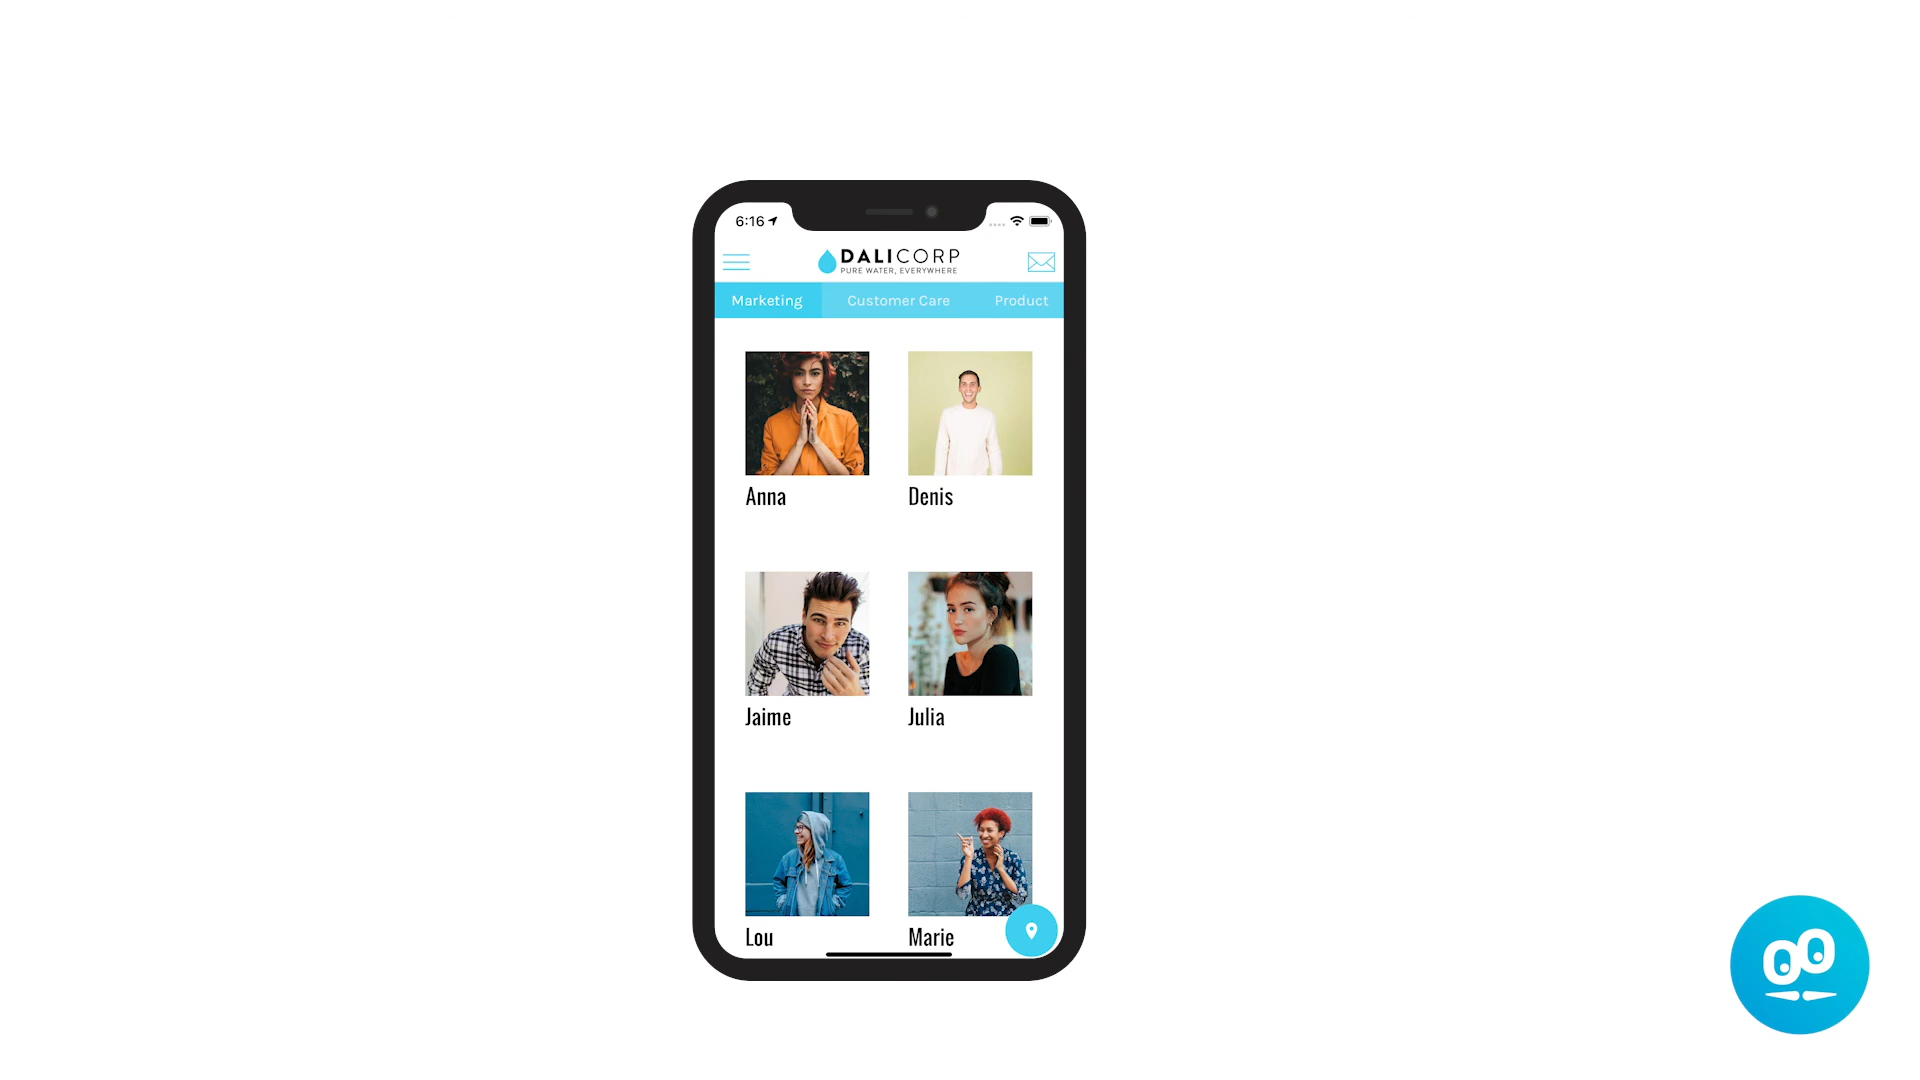 6:16
DALICORP
PURE WATER, EVERYWHERE
Marketing Customer Care Product
Anna Denis
Jaime Julia
Lou Marie